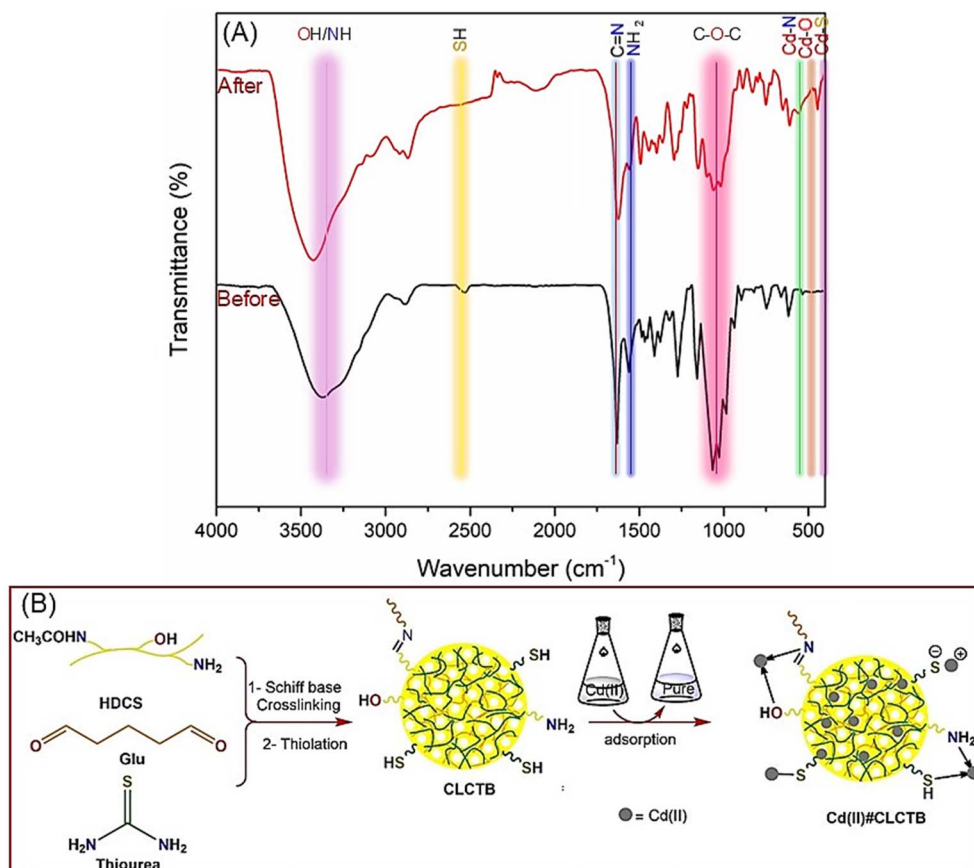 (A)
OH/NH
SH
C=N
NH2
C-O-C
Cd-N
Cd-O
Cd-S
After
Before
Transmittance (%)
4000 3500 3000 2500 2000 1500 1000 500
Wavenumber (cm-1)
(B)
CH3COHN
OH
NH2
HDCS
O
O
Glu
S
H2N
NH2
Thiourea
1- Schiff base
Crosslinking
2- Thiolation
N
SH
HO
NH2
HS
SH
CLCTB
Cd(II)
Pure
adsorption
:
= Cd(II)
N
S
⊖
⊕
HO
NH2
S
S
H
Cd(II)#CLCTB